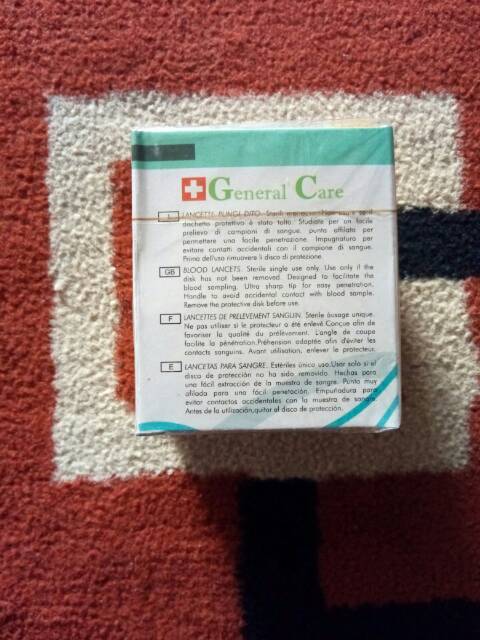 General Care
I LANCETTE PUNGI DITO. Sterili monouso.Non usare se il
dischetto protettivo è stato tolto. Studiate per un facile
prelievo di campioni di sangue. punta affilata per
permettere una facile penetrazione. Impugnatura per
evitare contatti accidentali con il campione di sangue.
Prima dell'uso rimuovere il disco di protezione.
GB BLOOD LANCETS. Sterile single use only. Use only if the
disk has not been removed. Designed to facilitate the
blood sampling. Ultra sharp tip for easy penetration.
Handle to avoid accidental contact with blood sample.
Remove the protective disk before use.
F LANCETTES DE PRELEVEMENT SANGUIN. Sterile àusage unique.
Ne pas utiliser si le protecteur a été enlevé.Conçue afin de
favoriser la qualité du prélèvement. L'angle de coupe
facilite la pénétration.Préhension adaptée afin d'éviter les
contacts sanguins. Avant utilisation, enlever le protecteur.
E LANCETAS PARA SANGRE. Estériles único uso.Usar solo si el
disco de protección no ha sido removido. Hechas para
una fácil extracción de la muestra de sangre. Punta muy
afilada para una fácil penetación. Empuñadura para
evitar contactos accidentales con la muestra de sangre.
Antes de la utilización,quitar el disco de protección.